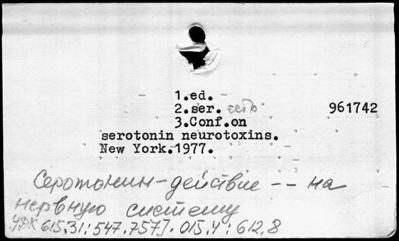 1.ed.
2.ser. есть
961742
3.Conf.on
serotonin neurotoxins.
New York.1977.
Серотонин-действие -- на
нервную систему
УДК 615.31:547.757].015.4:612.8